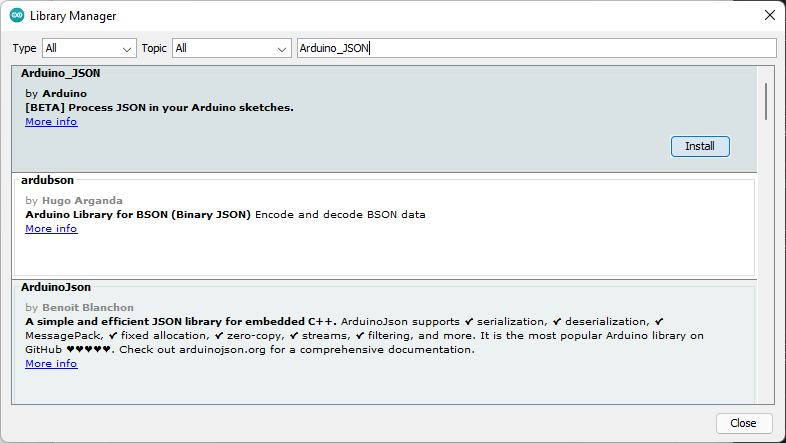 Library Manager
Type All Topic All Arduino_JSON
Arduino_JSON
by Arduino
[BETA] Process JSON in your Arduino sketches.
More info
Install
ardubson
by Hugo Arganda
Arduino Library for BSON (Binary JSON) Encode and decode BSON data
More info
ArduinoJson
by Benoit Blanchon
A simple and efficient JSON library for embedded C++. ArduinoJson supports ✔ serialization, ✔ deserialization, ✔
MessagePack, ✔ fixed allocation, ✔ zero-copy, ✔ streams, ✔ filtering, and more. It is the most popular Arduino library on
GitHub ❤❤❤❤❤. Check out arduinojson.org for a comprehensive documentation.
More info
Close